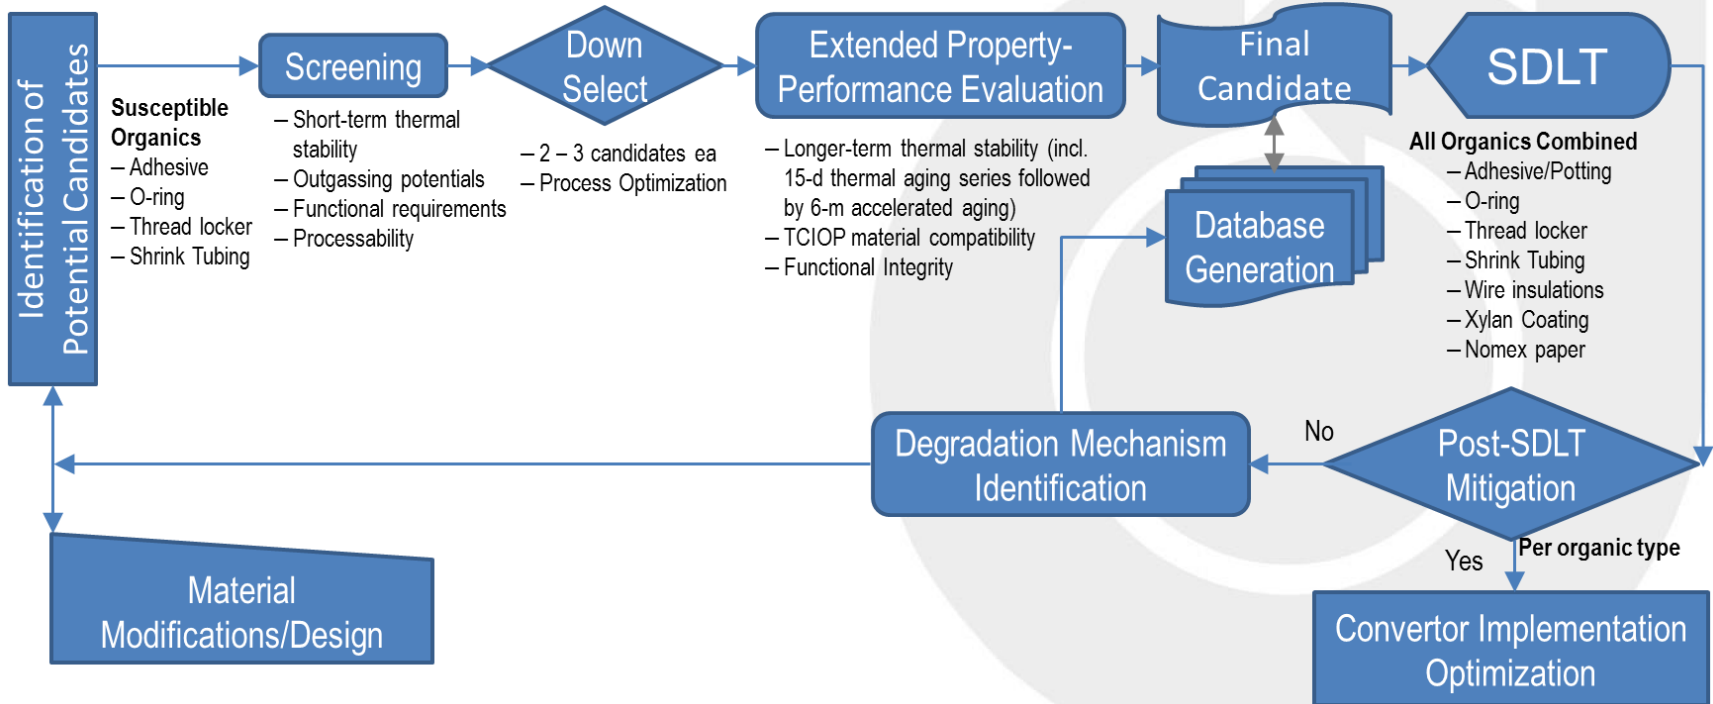 Identification of
Potential Candidates
Susceptible
Organics
– Adhesive
– O-ring
– Thread locker
– Shrink Tubing
Screening
– Short-term thermal
stability
– Outgassing potentials
– Functional requirements
– Processability
Down
Select
– 2 – 3 candidates ea
– Process Optimization
Extended Property-
Performance Evaluation
– Longer-term thermal stability (incl.
15-d thermal aging series followed
by 6-m accelerated aging)
– TCIOP material compatibility
– Functional Integrity
Final
Candidate
Database
Generation
SDLT
All Organics Combined
– Adhesive/Potting
– O-ring
– Thread locker
– Shrink Tubing
– Wire insulations
– Xylan Coating
– Nomex paper
Post-SDLT
Mitigation
No
Degradation Mechanism
Identification
Yes
Per organic type
Convertor Implementation
Optimization
Material
Modifications/Design